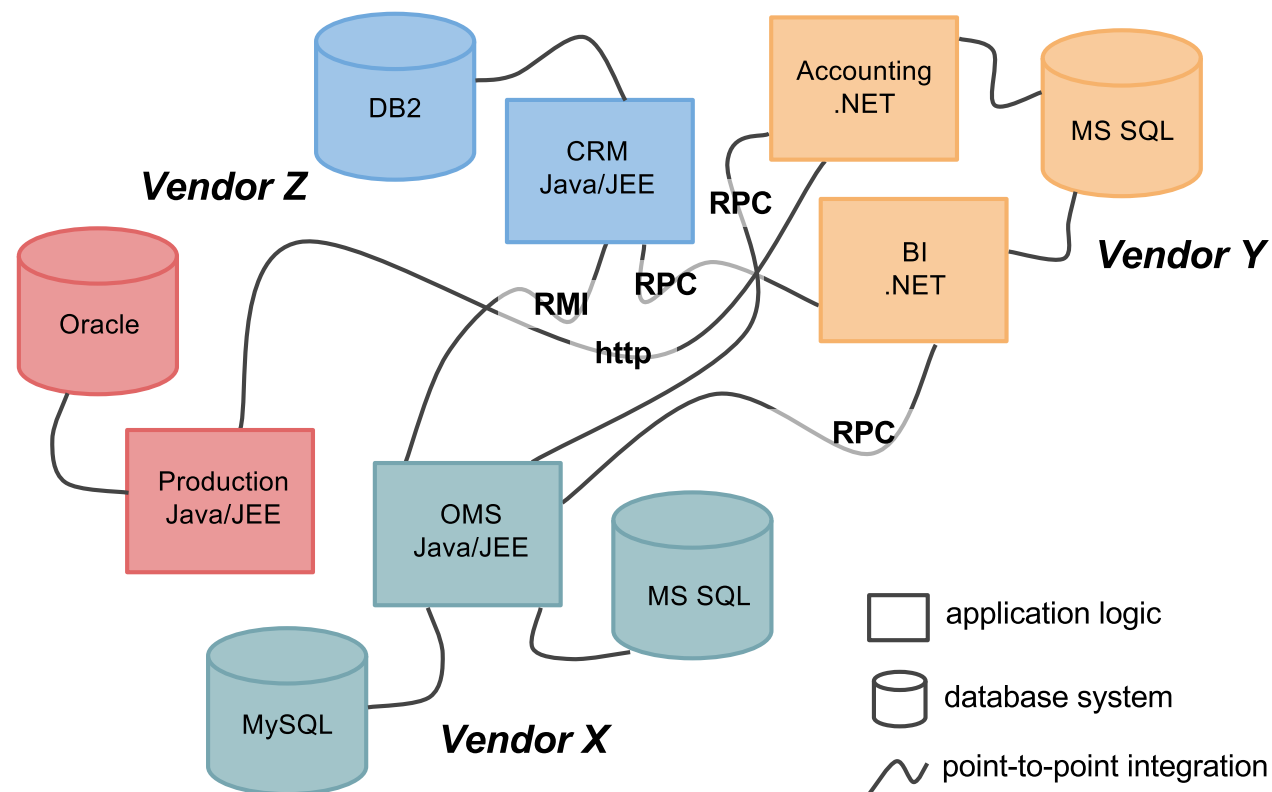 DB2
CRM
Java/JEE
Accounting
.NET
MS SQL
Vendor Z
RPC
BI
.NET
Vendor Y
Oracle
RMI
RPC
http
RPC
Production
Java/JEE
OMS
Java/JEE
MS SQL
MySQL
Vendor X
application logic
database system
point-to-point integration